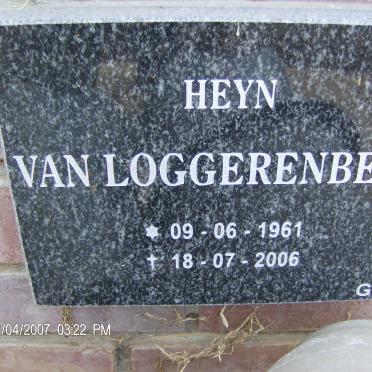 HEYN
VAN LOGGERENBE
* 09 - 06 - 1961
† 18 - 07 - 2006
G
/04/2007 03:22 PM